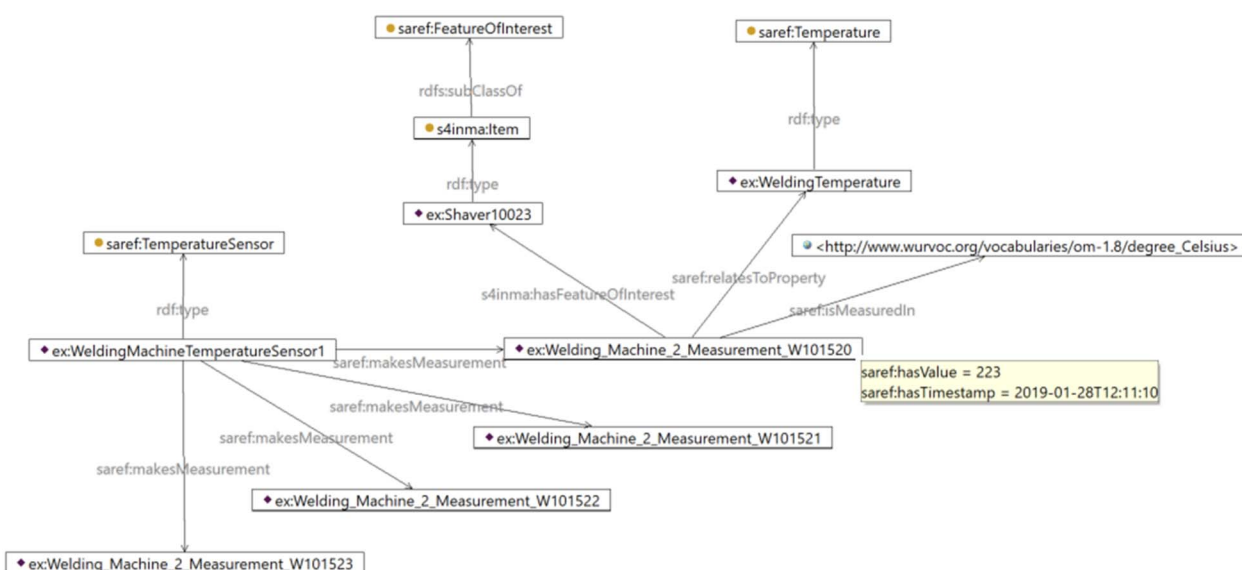 saref:FeatureOfInterest
saref:Temperature
rdfs:subClassOf
s4inma:Item
rdf:type
rdf:type
ex:WeldingTemperature
ex:Shaver10023
saref:TemperatureSensor
<http://www.wurvoc.org/vocabularies/om-1.8/degree_Celsius>
saref:relatesToProperty
s4inma:hasFeatureOfInterest
rdf:type
saref:isMeasuredIn
ex:WeldingMachineTemperatureSensor1
ex:Welding_Machine_2_Measurement_W101520
saref:makesMeasurement
saref:hasValue = 223
saref:hasTimestamp = 2019-01-28T12:11:10
saref:makesMeasurement
saref:makesMeasurement
ex:Welding_Machine_2_Measurement_W101521
saref:makesMeasurement
ex:Welding_Machine_2_Measurement_W101522
ex:Welding_Machine_2_Measurement_W101523